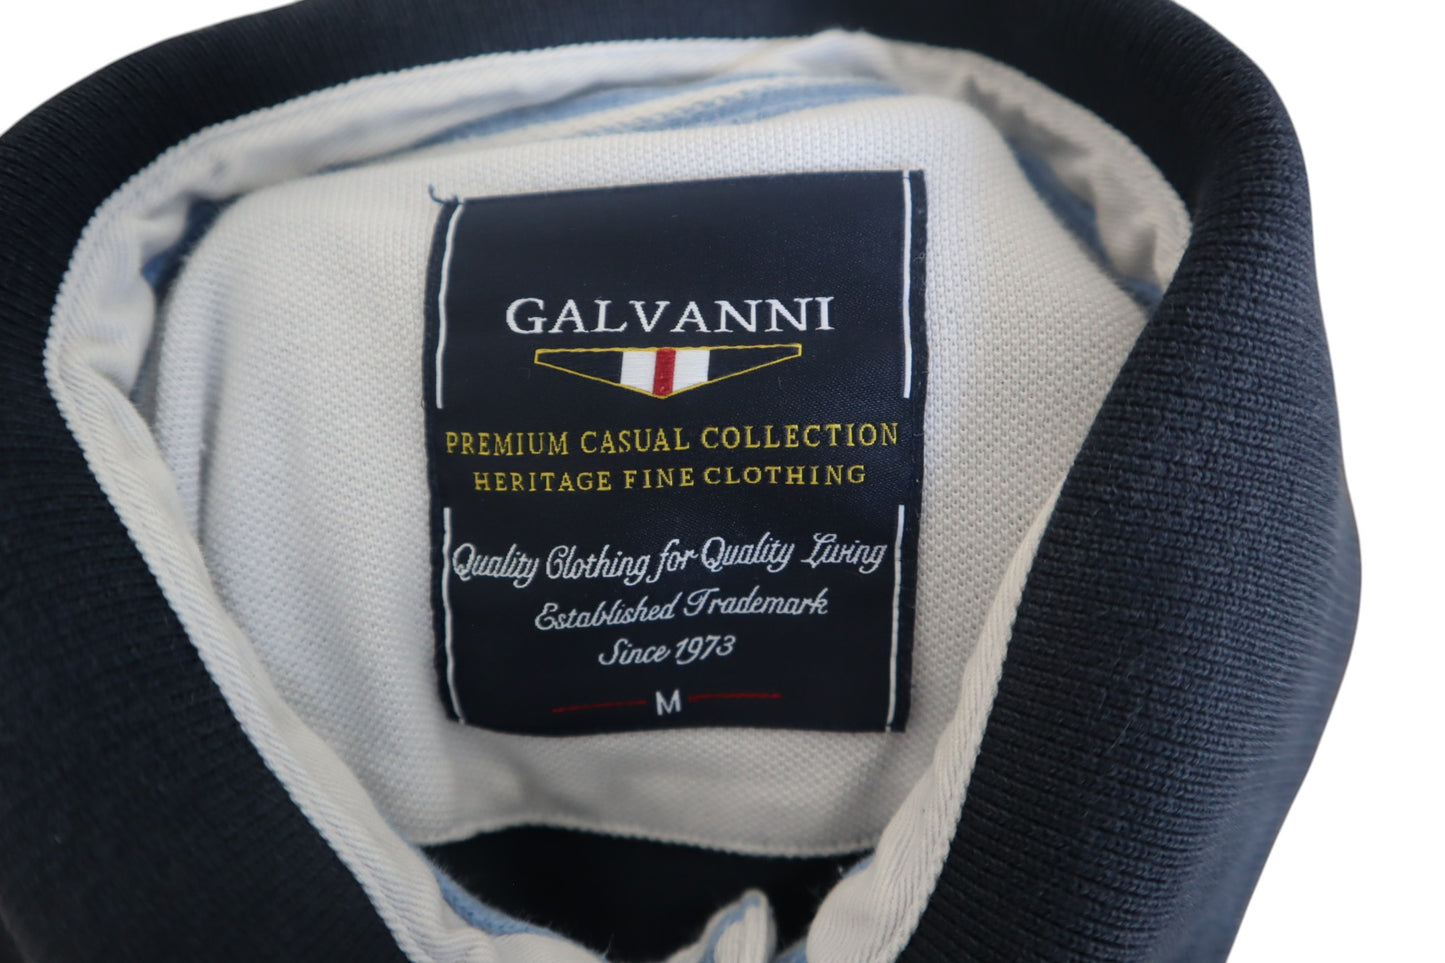 GALVANNI
PREMIUM CASUAL COLLECTION
HERITAGE FINE CLOTHING
Quality Clothing for Quality Living
Established Trademark
Since 1973
M